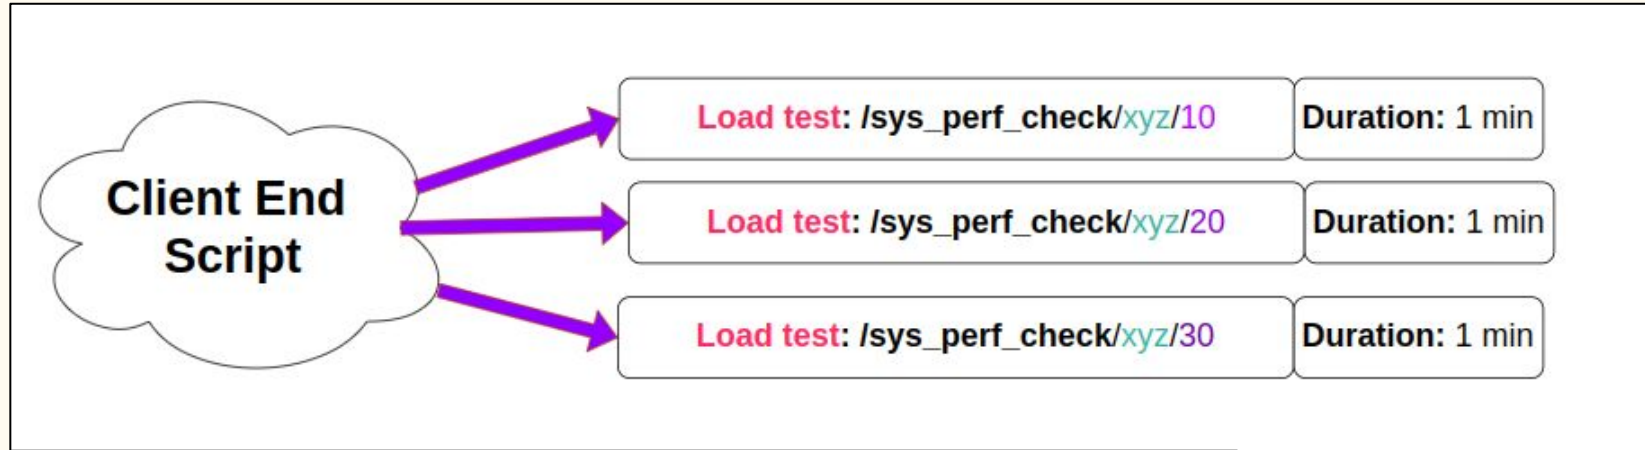 Client End
Script
Load test: /sys_perf_check/xyz/10 Duration: 1 min
Load test: /sys_perf_check/xyz/20 Duration: 1 min
Load test: /sys_perf_check/xyz/30 Duration: 1 min